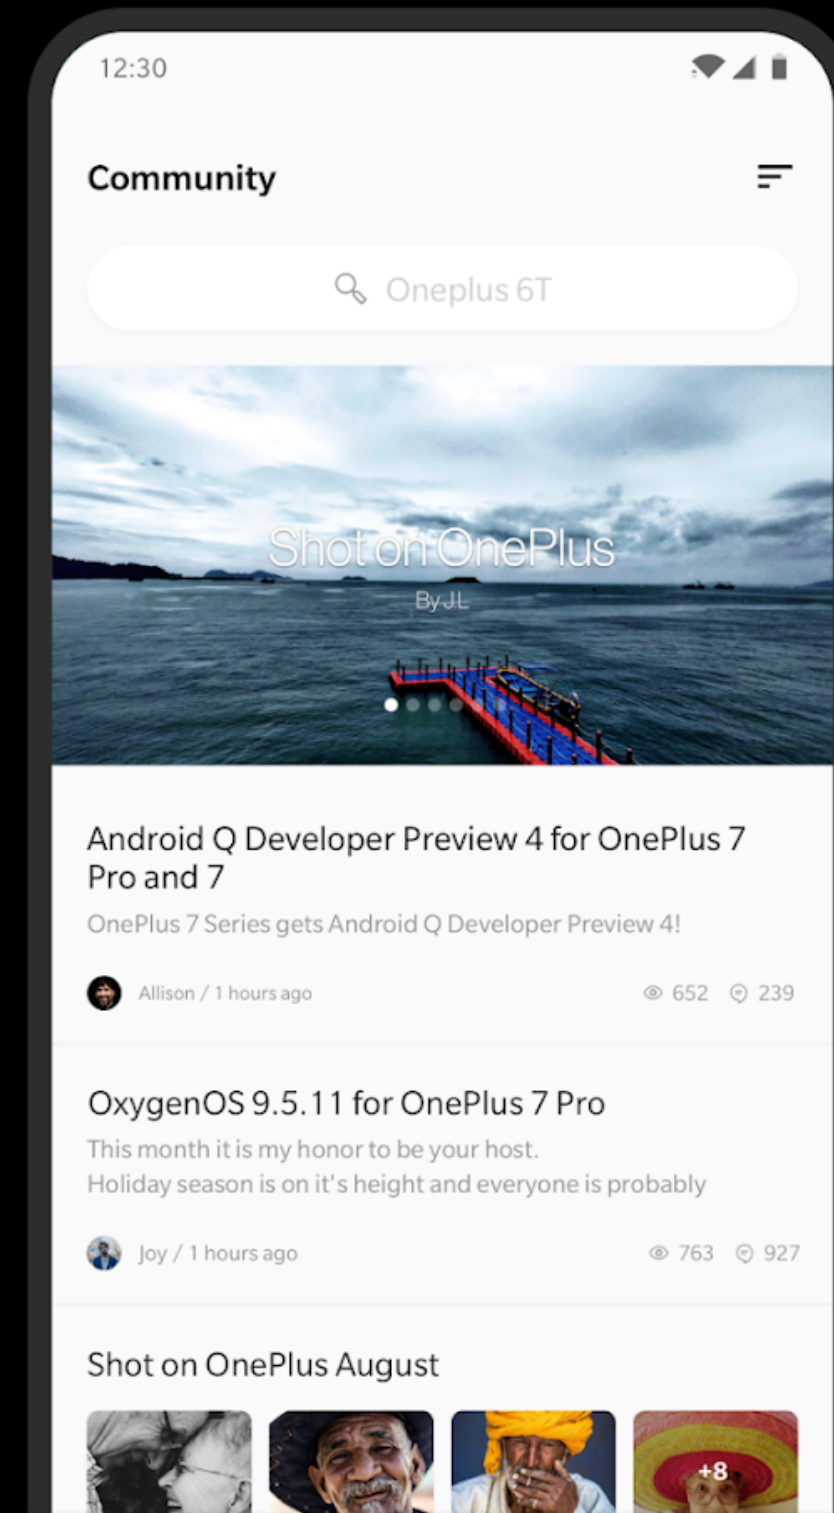 12:30
Community
Oneplus 6T
Shot on OnePlus
By J.L
Android Q Developer Preview 4 for OnePlus 7
Pro and 7
OnePlus 7 Series gets Android Q Developer Preview 4!
Allison / 1 hours ago 652 239
OxygenOS 9.5.11 for OnePlus 7 Pro
This month it is my honor to be your host.
Holiday season is on it's height and everyone is probably
Joy / 1 hours ago 763 927
Shot on OnePlus August
+8